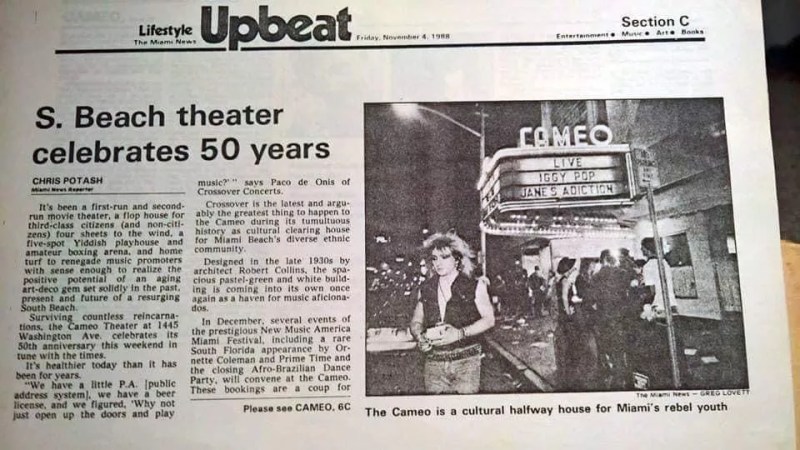 Lifestyle
The Miami News
Upbeat
Friday, November 4, 1988
Section C
Entertainment • Music • Art • Books
S. Beach theater
celebrates 50 years
CHRIS POTASH
Miami News Reporter
It's been a first-run and second-
run movie theater, a flop house for
third-class citizens (and non-citi-
zens) four sheets to the wind, a
five-spot Yiddish playhouse and
amateur boxing arena, and home
turf to renegade music promoters
with sense enough to realize the
positive potential of an aging
art-deco gem set solidly in the past,
present and future of a resurging
South Beach.
Surviving countless reincarna-
tions, the Cameo Theater at 1445
Washington Ave. celebrates its
50th anniversary this weekend in
tune with the times.
It's healthier today than it has
been for years.
"We have a little P.A. [public
address system], we have a beer
license, and we figured, 'Why not
just open up the doors and play
music?' " says Paco de Onis of
Crossover Concerts.
Crossover is the latest and argu-
ably the greatest thing to happen to
the Cameo during its tumultuous
history as cultural clearing house
for Miami Beach's diverse ethnic
community.
Designed in the late 1930s by
architect Robert Collins, the spa-
cious pastel-green and white build-
ing is coming into its own once
again as a haven for music aficiona-
dos.
In December, several events of
the prestigious New Music America
Miami Festival, including a rare
South Florida appearance by Or-
nette Coleman and Prime Time and
the closing Afro-Brazilian Dance
Party, will convene at the Cameo.
These bookings are a coup for
Please see CAMEO, 6C
CAMEO
LIVE
IGGY POP
JANE'S ADICTION
The Miami News — GREG LOVETT
The Cameo is a cultural halfway house for Miami's rebel youth